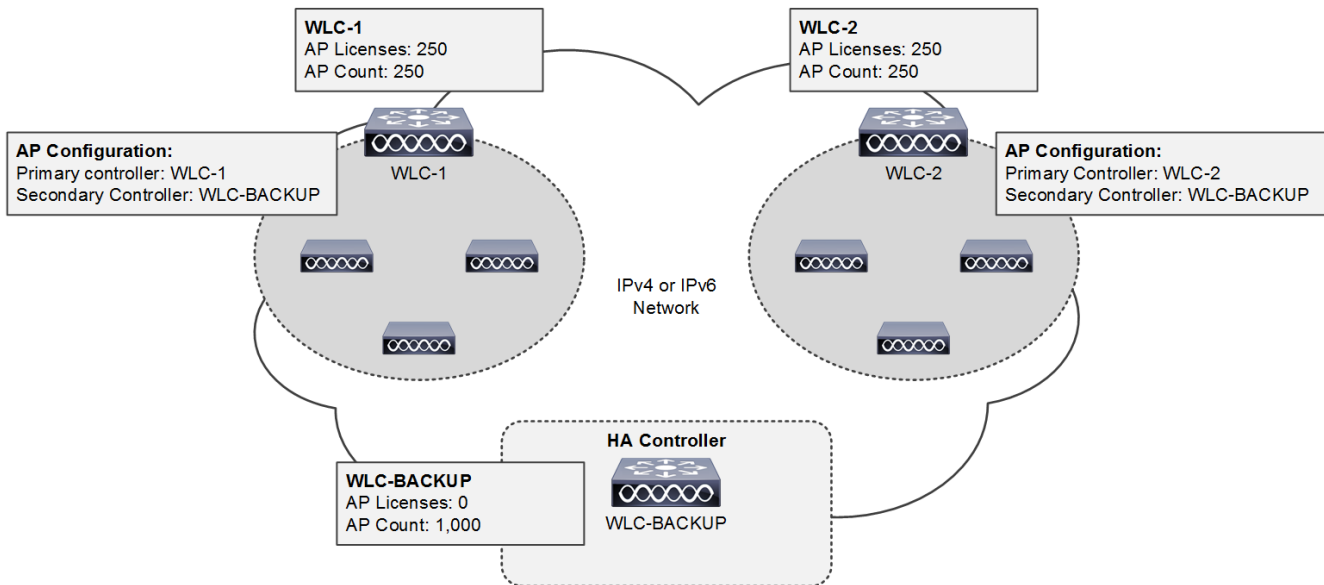 WLC-1
AP Licenses: 250
AP Count: 250
WLC-2
AP Licenses: 250
AP Count: 250
AP Configuration:
Primary controller: WLC-1
Secondary Controller: WLC-BACKUP
WLC-1
WLC-2
AP Configuration:
Primary Controller: WLC-2
Secondary Controller: WLC-BACKUP
IPv4 or IPv6
Network
HA Controller
WLC-BACKUP
AP Licenses: 0
AP Count: 1,000
WLC-BACKUP